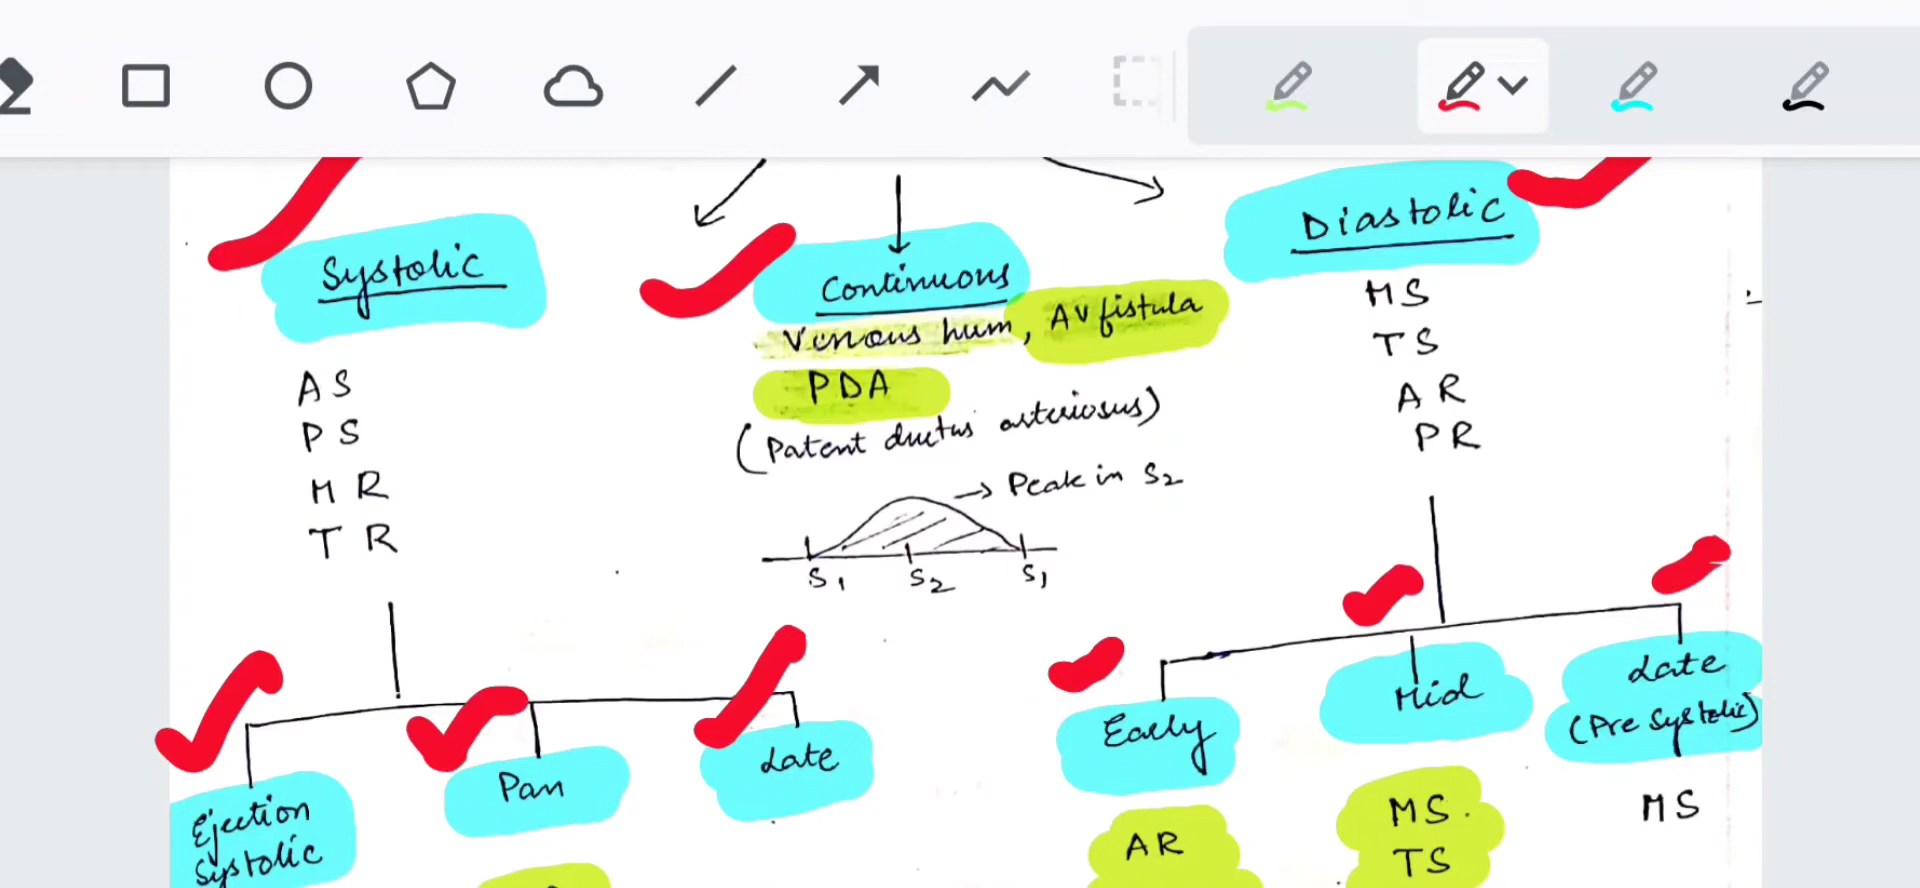 Systolic
AS
PS
MR
TR
Continuous
Venous hum, AV fistula
PDA
(Patent ductus arteriosus)
→ Peak in S2
S1 S2 S1
Diastolic
MS
TS
AR
PR
Ejection
Systolic
Pan
Late
Early
AR
Mid
MS.
TS
Late
(Pre Systolic)
MS